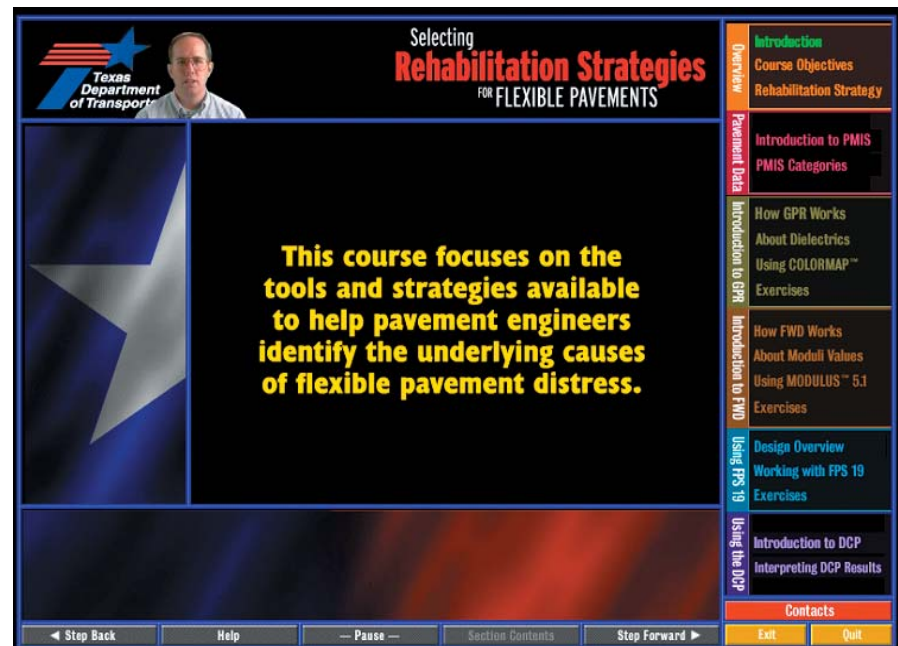 Texas
Department
of Transporta
Selecting
Rehabilitation Strategies
FOR FLEXIBLE PAVEMENTS
This course focuses on the
tools and strategies available
to help pavement engineers
identify the underlying causes
of flexible pavement distress.
Overview
Introduction
Course Objectives
Rehabilitation Strategy
Pavement Data
Introduction to PMIS
PMIS Categories
Introduction to GPR
How GPR Works
About Dielectrics
Using COLORMAP™
Exercises
Introduction to FWD
How FWD Works
About Moduli Values
Using MODULUS™ 5.1
Exercises
Using FPS 19
Design Overview
Working with FPS 19
Exercises
Using the DCP
Introduction to DCP
Interpreting DCP Results
Contacts
◄ Step Back
Help
— Pause —
Section Contents
Step Forward ►
Exit
Quit